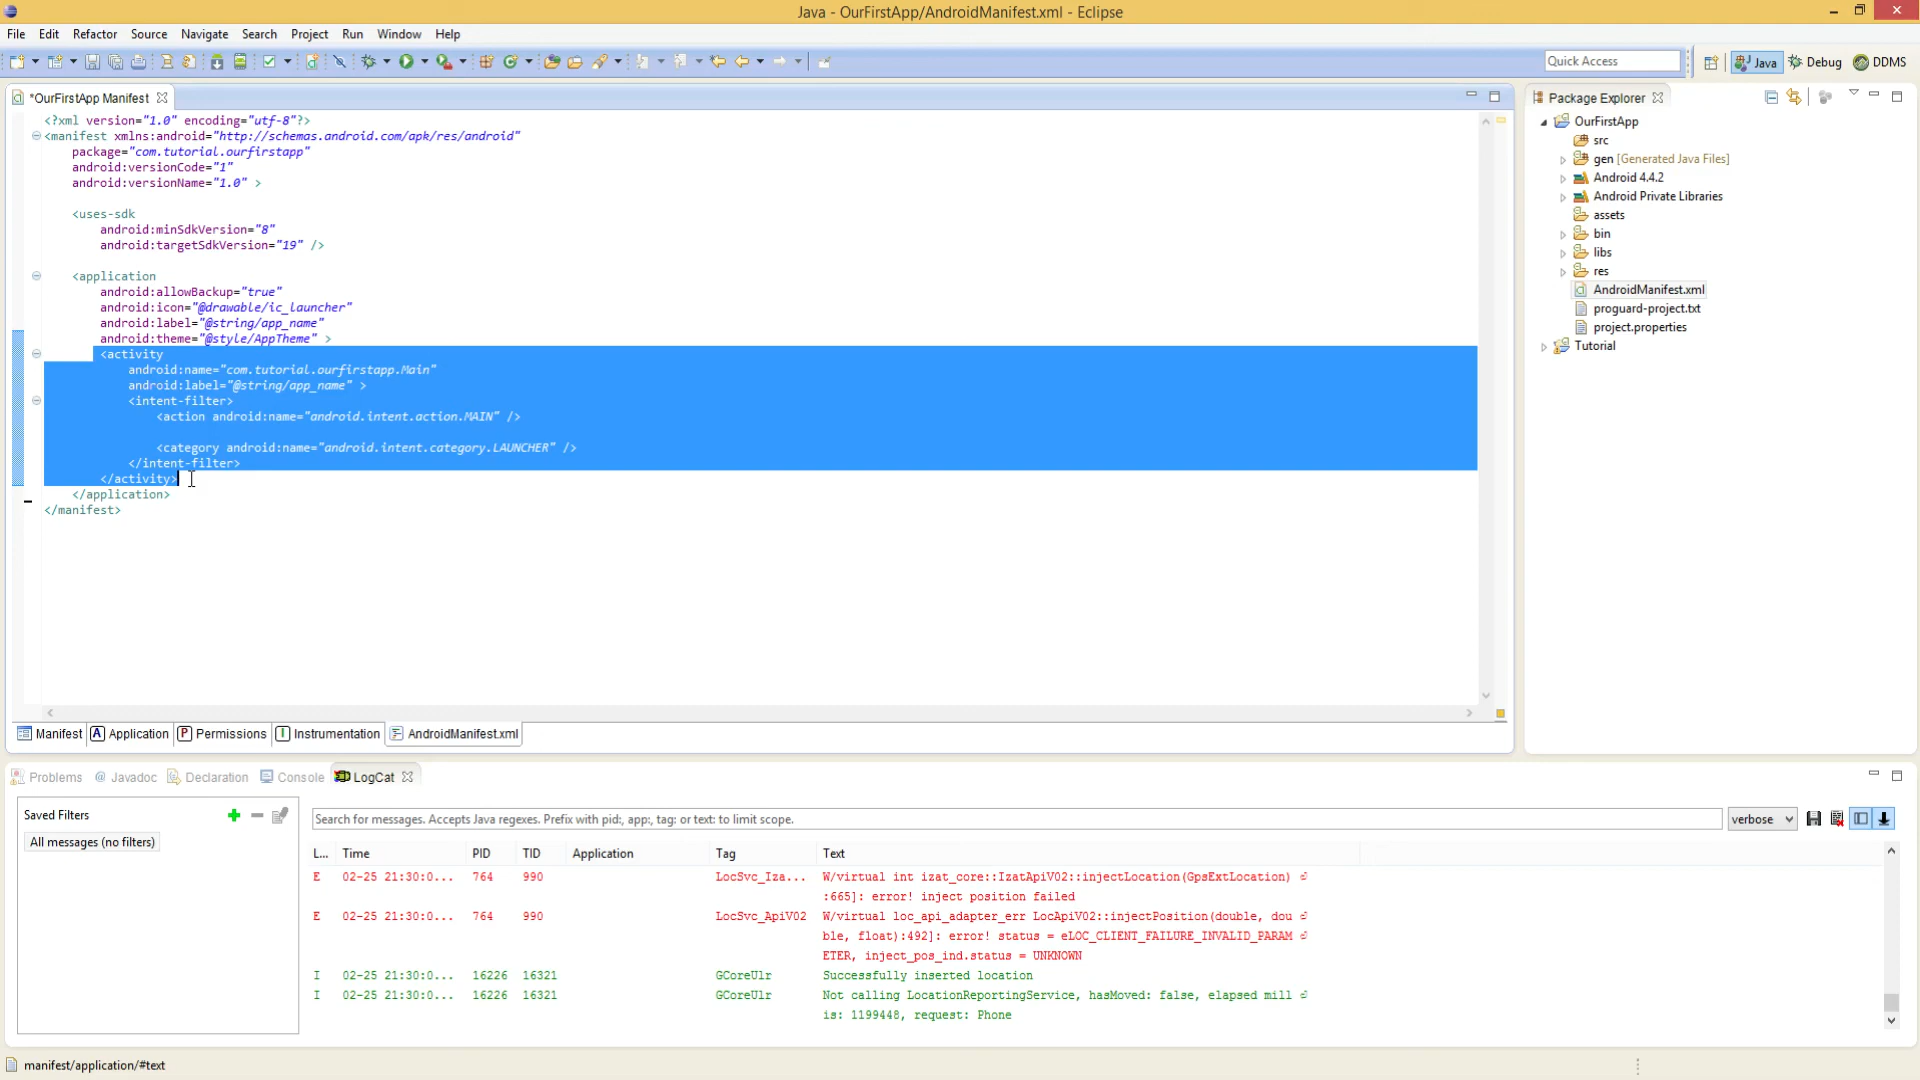 Java - OurFirstApp/AndroidManifest.xml - Eclipse
File Edit Refactor Source Navigate Search Project Run Window Help
Quick Access
Java Debug DDMS
*OurFirstApp Manifest
<?xml version="1.0" encoding="utf-8"?>
<manifest xmlns:android="http://schemas.android.com/apk/res/android"
package="com.tutorial.ourfirstapp"
android:versionCode="1"
android:versionName="1.0" >
<uses-sdk
android:minSdkVersion="8"
android:targetSdkVersion="19" />
<application
android:allowBackup="true"
android:icon="@drawable/ic_launcher"
android:label="@string/app_name"
android:theme="@style/AppTheme" >
<activity
android:name="com.tutorial.ourfirstapp.Main"
android:label="@string/app_name" >
<intent-filter>
<action android:name="android.intent.action.MAIN" />
<category android:name="android.intent.category.LAUNCHER" />
</intent-filter>
</activity>
</application>
</manifest>
Manifest A Application P Permissions I Instrumentation AndroidManifest.xml
Package Explorer
OurFirstApp
src
gen [Generated Java Files]
Android 4.4.2
Android Private Libraries
assets
bin
libs
res
AndroidManifest.xml
proguard-project.txt
project.properties
Tutorial
Problems @ Javadoc Declaration Console LogCat
Saved Filters
All messages (no filters)
Search for messages. Accepts Java regexes. Prefix with pid:, app:, tag: or text: to limit scope.
verbose
L... Time PID TID Application Tag Text
E 02-25 21:30:0... 764 990 LocSvc_Iza... W/virtual int izat_core::IzatApiV02::injectLocation(GpsExtLocation)
:665]: error! inject position failed
E 02-25 21:30:0... 764 990 LocSvc_ApiV02 W/virtual loc_api_adapter_err LocApiV02::injectPosition(double, dou
ble, float):492]: error! status = eLOC_CLIENT_FAILURE_INVALID_PARAM
ETER, inject_pos_ind.status = UNKNOWN
I 02-25 21:30:0... 16226 16321 GCoreUlr Successfully inserted location
I 02-25 21:30:0... 16226 16321 GCoreUlr Not calling LocationReportingService, hasMoved: false, elapsed mill
is: 1199448, request: Phone
manifest/application/#text